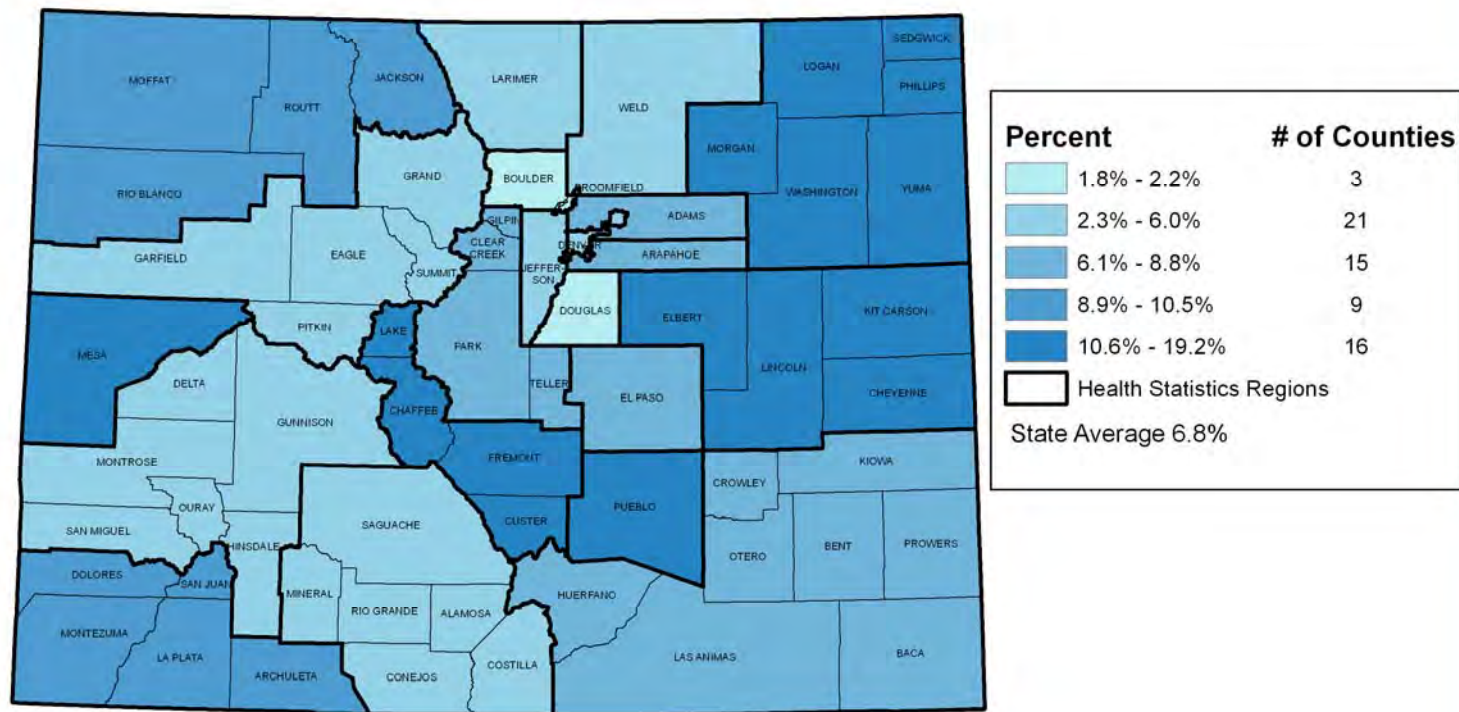 SEDGWICK
LOGAN
MOFFAT
JACKSON
LARIMER
PHILLIPS
ROUTT
WELD
MORGAN
GRAND
BOULDER
RIO BLANCO
BROOMFIELD
WASHINGTON
YUMA
GILPIN
ADAMS
CLEAR
CREEK
DENVER
GARFIELD
EAGLE
ARAPAHOE
SUMMIT
JEFFER-
SON
DOUGLAS
KIT CARSON
PITKIN
LAKE
ELBERT
MESA
PARK
LINCOLN
DELTA
TELLER
CHEYENNE
EL PASO
CHAFFEE
GUNNISON
FREMONT
MONTROSE
KIOWA
CROWLEY
OURAY
PUEBLO
SAN MIGUEL
SAGUACHE
CUSTER
HINSDALE
OTERO
BENT
PROWERS
DOLORES
SAN JUAN
MINERAL
HUERFANO
RIO GRANDE
ALAMOSA
MONTEZUMA
LA PLATA
COSTILLA
LAS ANIMAS
BACA
ARCHULETA
CONEJOS
Percent # of Counties
1.8% - 2.2% 3
2.3% - 6.0% 21
6.1% - 8.8% 15
8.9% - 10.5% 9
10.6% - 19.2% 16
Health Statistics Regions
State Average 6.8%